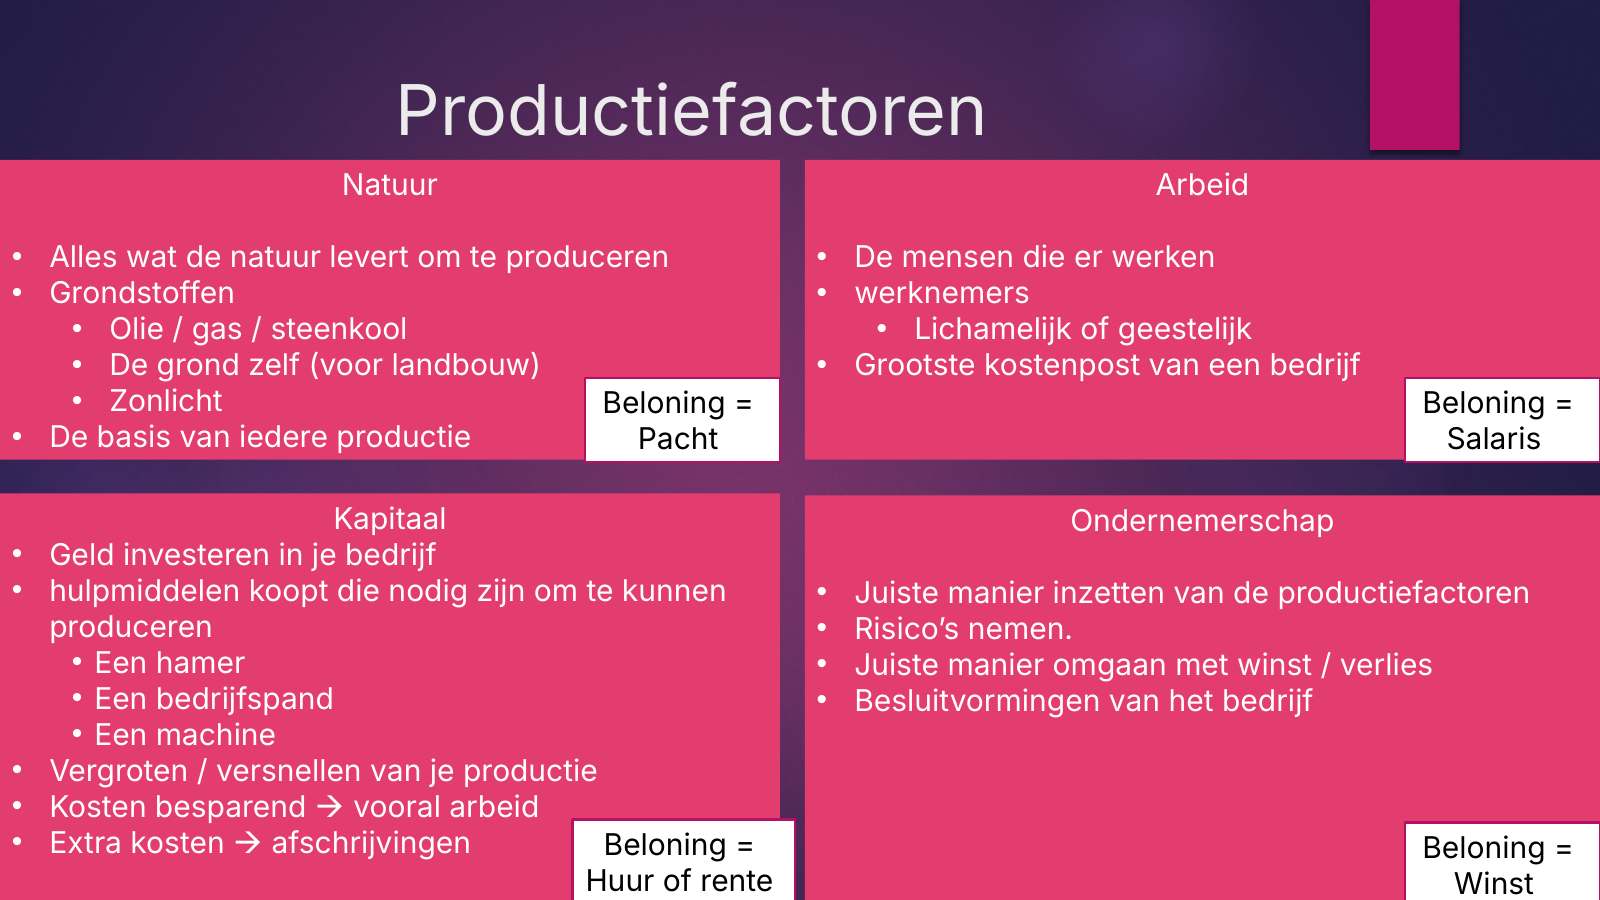 Productiefactoren
Natuur
• Alles wat de natuur levert om te produceren
• Grondstoffen
• Olie / gas / steenkool
• De grond zelf (voor landbouw)
• Zonlicht
• De basis van iedere productie
Beloning =
Pacht
Arbeid
• De mensen die er werken
• werknemers
• Lichamelijk of geestelijk
• Grootste kostenpost van een bedrijf
Beloning =
Salaris
Kapitaal
• Geld investeren in je bedrijf
• hulpmiddelen koopt die nodig zijn om te kunnen
produceren
• Een hamer
• Een bedrijfspand
• Een machine
• Vergroten / versnellen van je productie
• Kosten besparend → vooral arbeid
• Extra kosten → afschrijvingen
Beloning =
Huur of rente
Ondernemerschap
• Juiste manier inzetten van de productiefactoren
• Risico’s nemen.
• Juiste manier omgaan met winst / verlies
• Besluitvormingen van het bedrijf
Beloning =
Winst